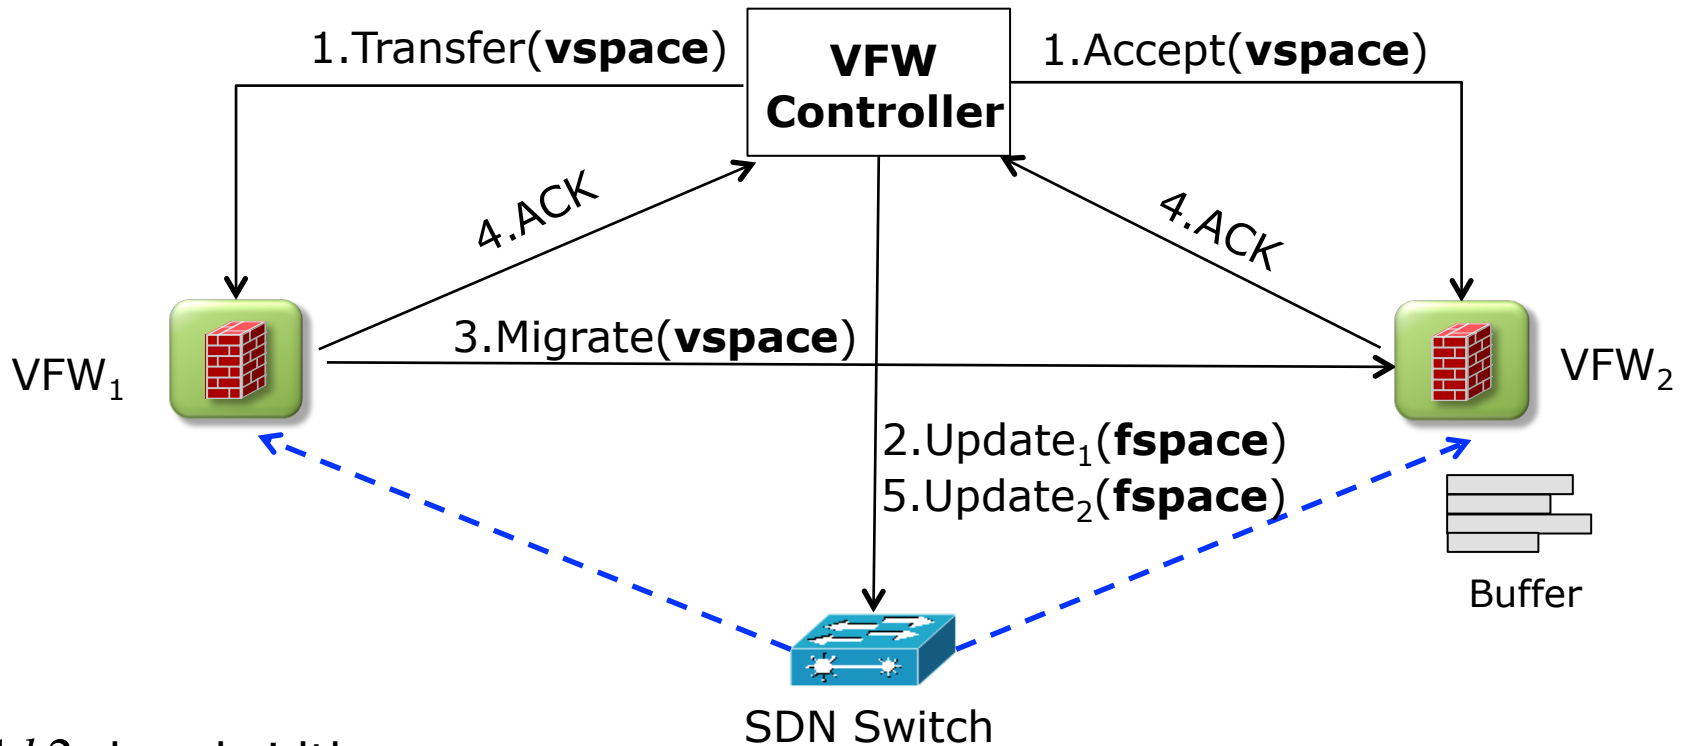 1.Transfer(vspace)
VFW
Controller
1.Accept(vspace)
4.ACK
4.ACK
3.Migrate(vspace)
VFW1
VFW2
2.Update1(fspace)
5.Update2(fspace)
Buffer
SDN Switch